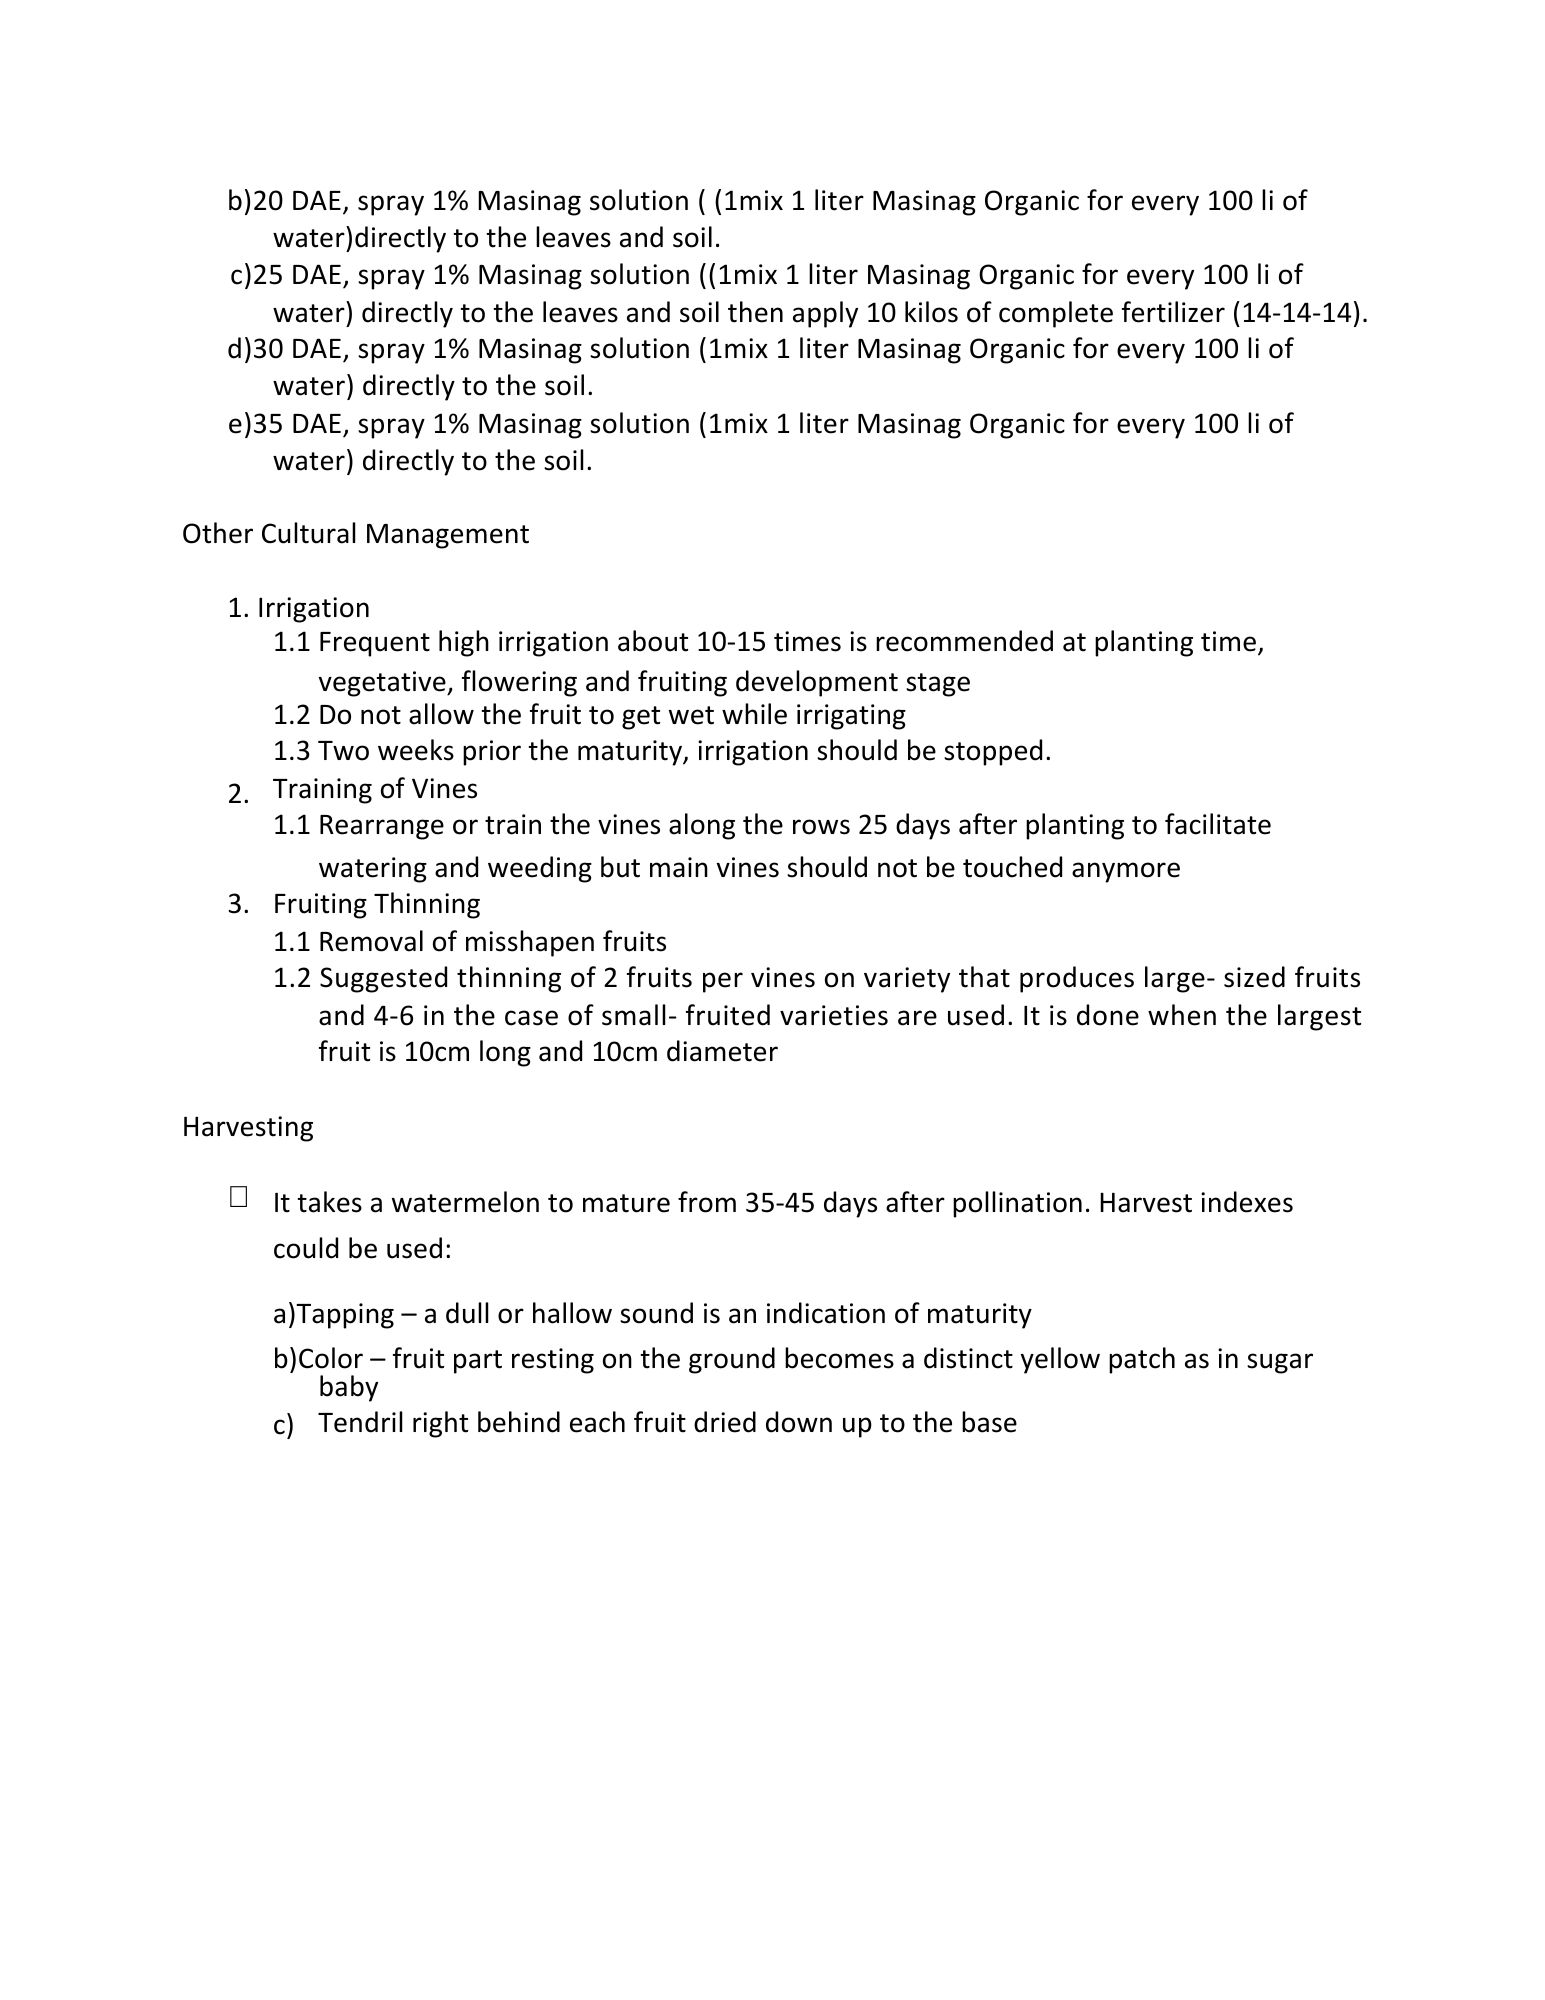 b)20 DAE, spray 1% Masinag solution ( (1mix 1 liter Masinag Organic for every 100 li of
water)directly to the leaves and soil.
c)25 DAE, spray 1% Masinag solution ((1mix 1 liter Masinag Organic for every 100 li of
water) directly to the leaves and soil then apply 10 kilos of complete fertilizer (14-14-14).
d)30 DAE, spray 1% Masinag solution (1mix 1 liter Masinag Organic for every 100 li of
water) directly to the soil.
e)35 DAE, spray 1% Masinag solution (1mix 1 liter Masinag Organic for every 100 li of
water) directly to the soil.
Other Cultural Management
1. Irrigation
1.1 Frequent high irrigation about 10-15 times is recommended at planting time,
vegetative, flowering and fruiting development stage
1.2 Do not allow the fruit to get wet while irrigating
1.3 Two weeks prior the maturity, irrigation should be stopped.
2. Training of Vines
1.1 Rearrange or train the vines along the rows 25 days after planting to facilitate
watering and weeding but main vines should not be touched anymore
3. Fruiting Thinning
1.1 Removal of misshapen fruits
1.2 Suggested thinning of 2 fruits per vines on variety that produces large- sized fruits
and 4-6 in the case of small- fruited varieties are used. It is done when the largest
fruit is 10cm long and 10cm diameter
Harvesting
It takes a watermelon to mature from 35-45 days after pollination. Harvest indexes
could be used:
a)Tapping – a dull or hallow sound is an indication of maturity
b)Color – fruit part resting on the ground becomes a distinct yellow patch as in sugar
baby
c) Tendril right behind each fruit dried down up to the base